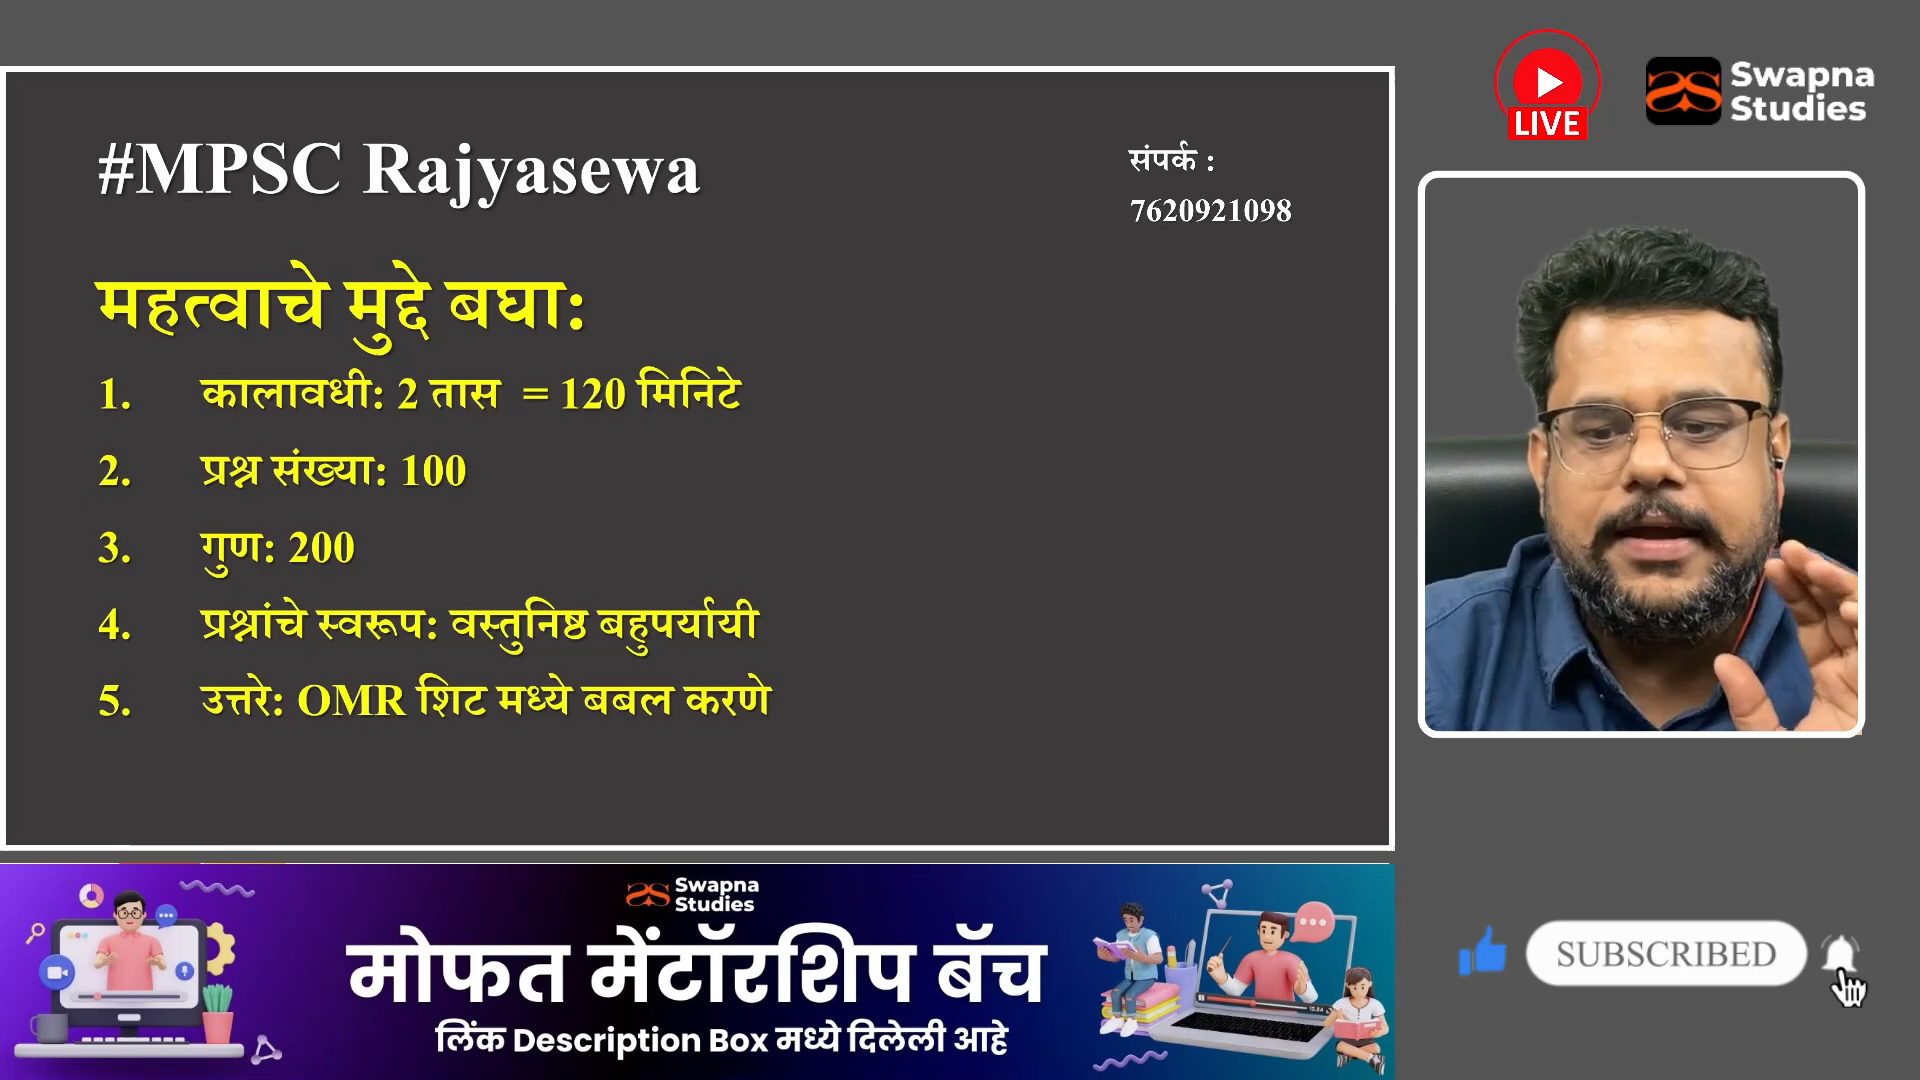 #MPSC Rajyasewa
संपर्क :
7620921098
महत्वाचे मुद्दे बघा:
1. कालावधी: 2 तास = 120 मिनिटे
2. प्रश्न संख्या: 100
3. गुण: 200
4. प्रश्नांचे स्वरूप: वस्तुनिष्ठ बहुपर्यायी
5. उत्तरे: OMR शिट मध्ये बबल करणे
LIVE
Swapna
Studies
Swapna
Studies
मोफत मेंटॉरशिप बॅच
लिंक Description Box मध्ये दिलेली आहे
SUBSCRIBED